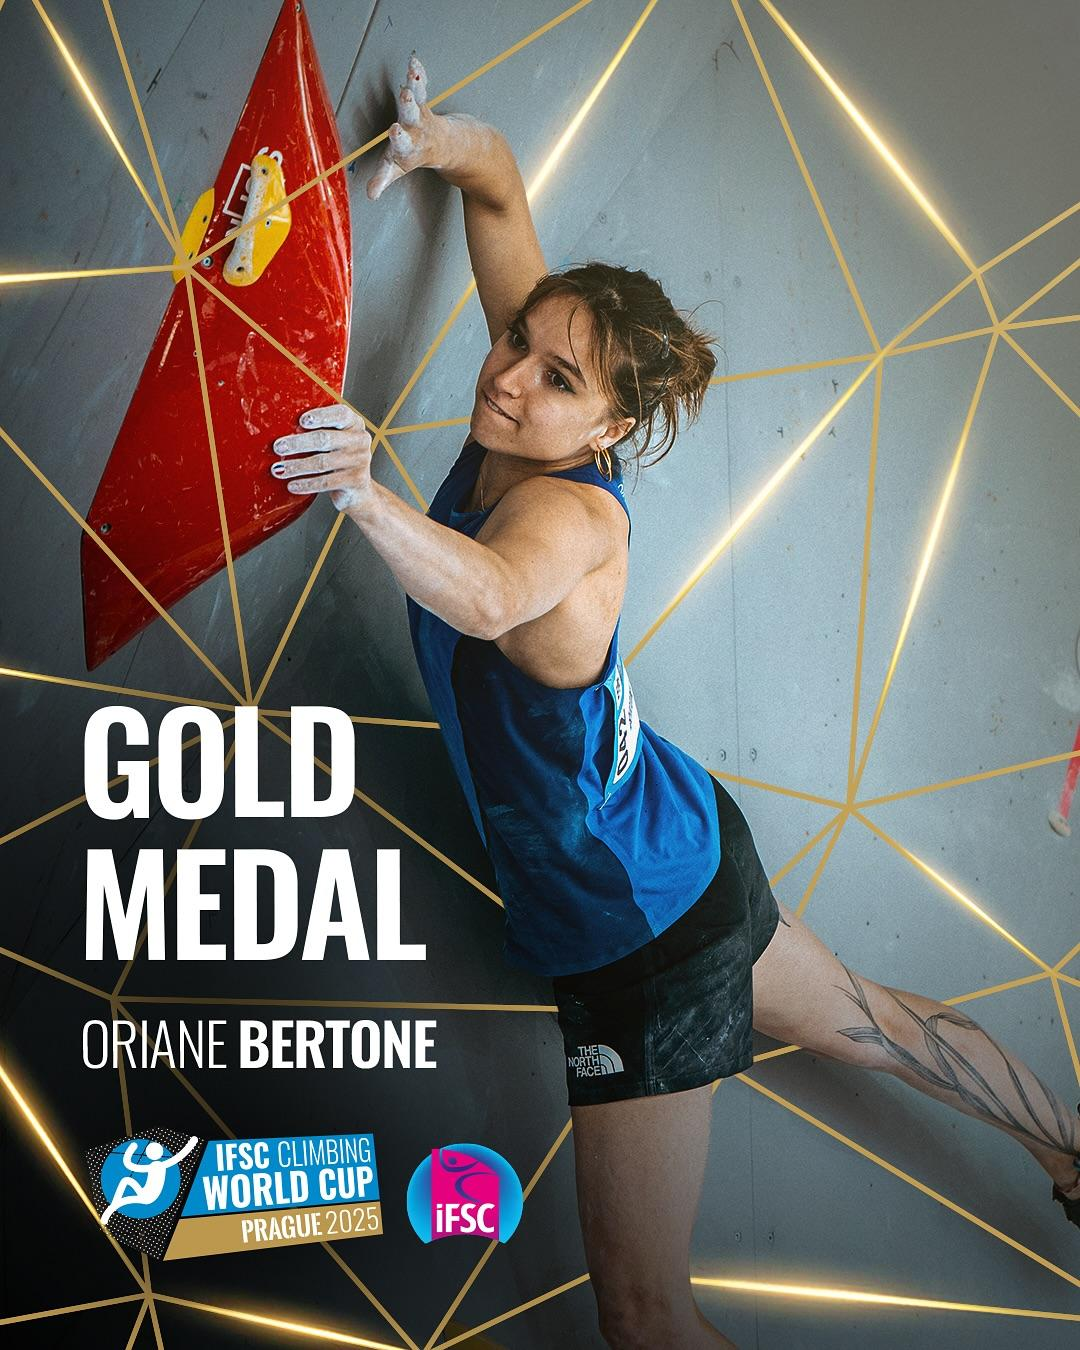 GOLD
MEDAL
ORIANE BERTONE
THE
NORTH
FACE
IFSC CLIMBING
WORLD CUP
PRAGUE 2025
iFSC